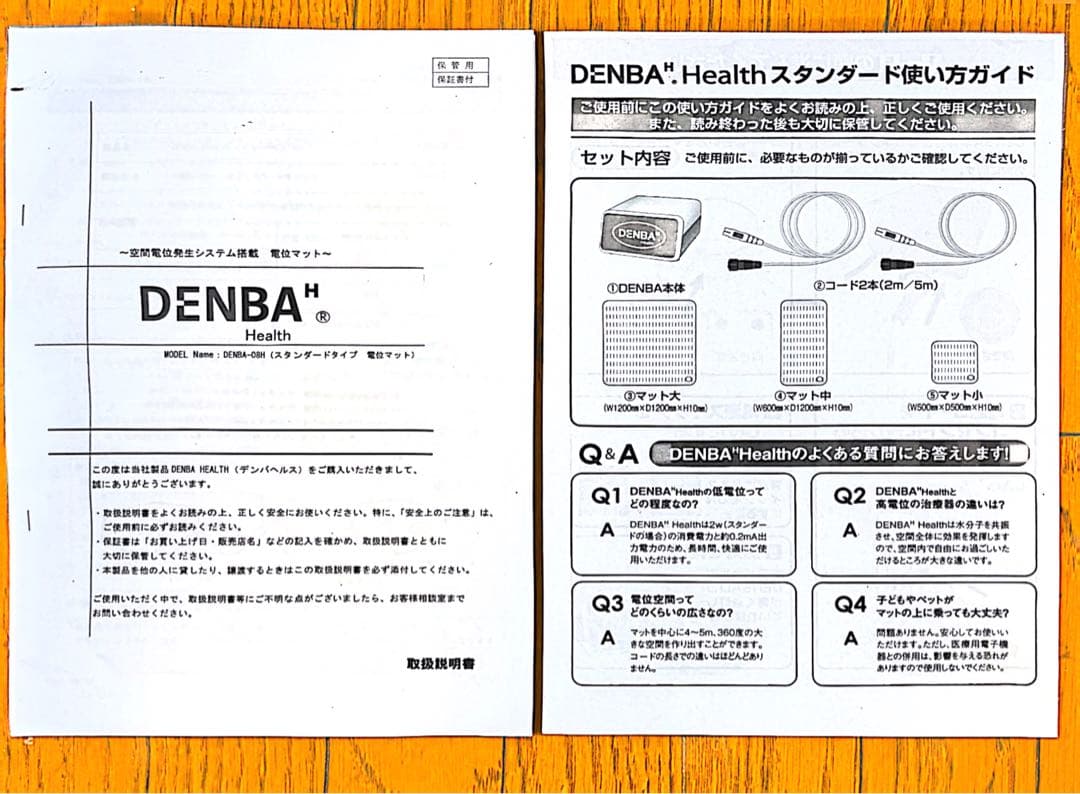 保管用
保証書付
～空間電位発生システム搭載　電位マット～
DENBA H ®
Health
MODEL Name：DENBA-08H（スタンダードタイプ　電位マット）
この度は当社製品DENBA HEALTH（デンバヘルス）をご購入いただきまして、
誠にありがとうございます。
・取扱説明書をよくお読みの上、正しく安全にお使いください。特に、「安全上のご注意」は、
ご使用前に必ずお読みください。
・保証書は「お買い上げ日・販売店名」などの記入を確かめ、取扱説明書とともに
大切に保管してください。
・本製品を他の人に貸したり、譲渡するときはこの取扱説明書を必ず添付してください。
ご使用いただく中で、取扱説明書等にご不明な点がございましたら、お客様相談室まで
お問い合わせください。
取扱説明書
DENBA H. Health スタンダード使い方ガイド
ご使用前にこの使い方ガイドをよくお読みの上、正しくご使用ください。
また、読み終わった後も大切に保管してください。
セット内容　ご使用前に、必要なものが揃っているかご確認してください。
DENBA H
①DENBA本体
②コード2本（2m／5m）
③マット大
（W1200㎜×D1200㎜×H10㎜）
④マット中
（W600㎜×D1200㎜×H10㎜）
⑤マット小
（W500㎜×D500㎜×H10㎜）
Q&A DENBA H Healthのよくある質問にお答えします!
Q1 DENBA H Healthの低電位って
どの程度なの?
A DENBA H Healthは2w（スタンダー
ドの場合）の消費電力と約0.2mA出
力電力のため、長時間、快適にご使
用いただけます。
Q2 DENBA H Healthと
高電位の治療器の違いは?
A DENBA H Healthは水分子を共振
させ、空間全体に効果を発揮します
ので、空間内で自由にお過ごしいた
だけるところが大きな違いです。
Q3 電位空間って
どのくらいの広さなの?
A マットを中心に4～5m、360度の大
きな空間を作り出すことができます。
コードの長さでの違いはほどんどあり
ません。
Q4 子どもやペットが
マットの上に乗っても大丈夫?
A 問題ありません。安心してお使いい
ただけます。ただし、医療用電子機
器との併用は、影響を与える恐れが
ありますので使用しないでください。